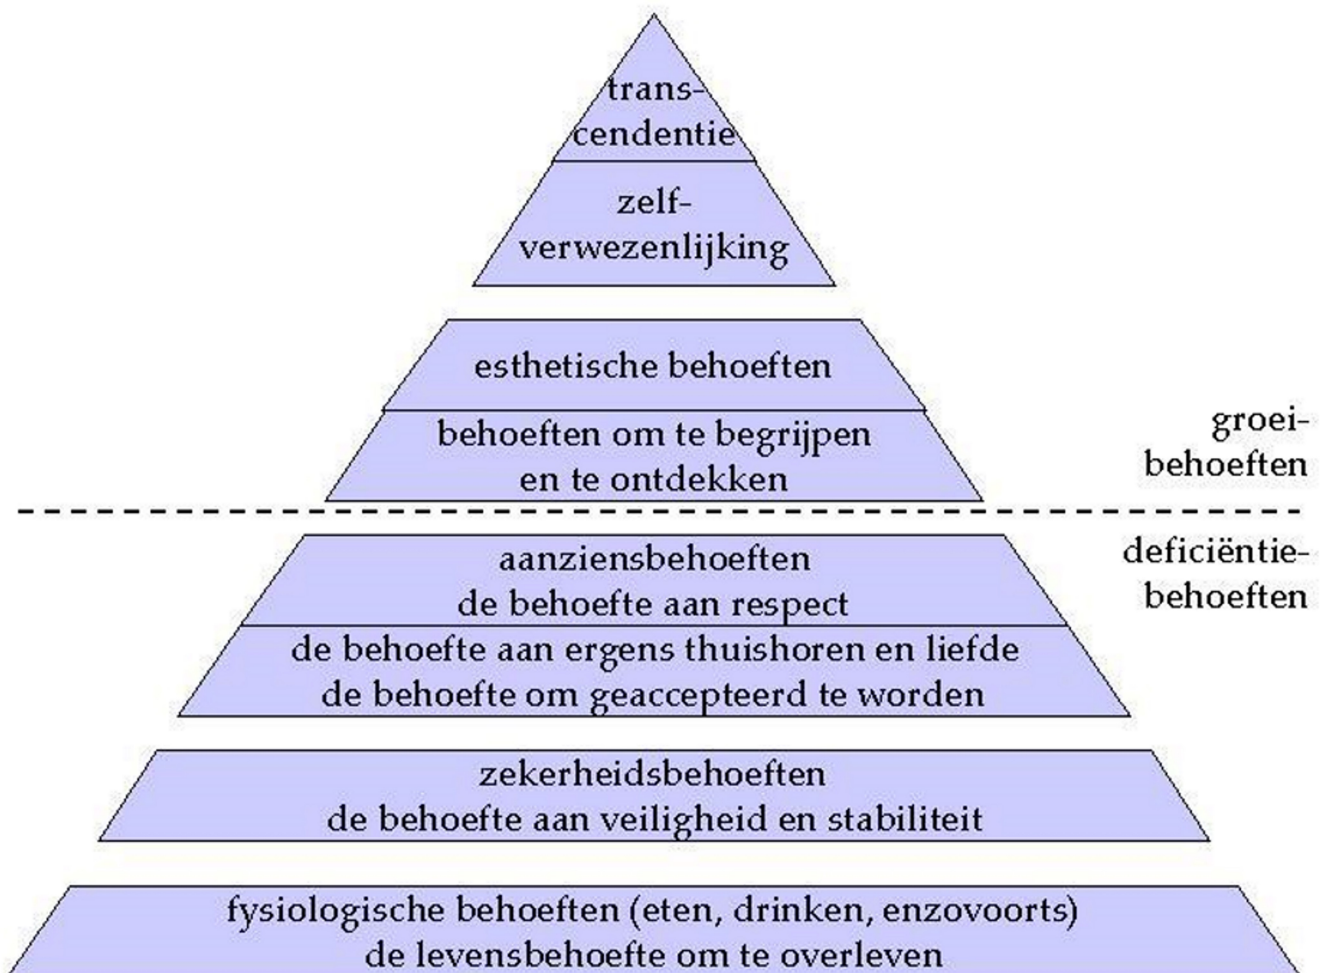 trans-
cendentie
zelf-
verwezenlijking
esthetische behoeften
behoeften om te begrijpen
en te ontdekken
groei-
behoeften
deficiëntie-
behoeften
aanziensbehoeften
de behoefte aan respect
de behoefte aan ergens thuishoren en liefde
de behoefte om geaccepteerd te worden
zekerheidsbehoeften
de behoefte aan veiligheid en stabiliteit
fysiologische behoeften (eten, drinken, enzovoorts)
de levensbehoefte om te overleven